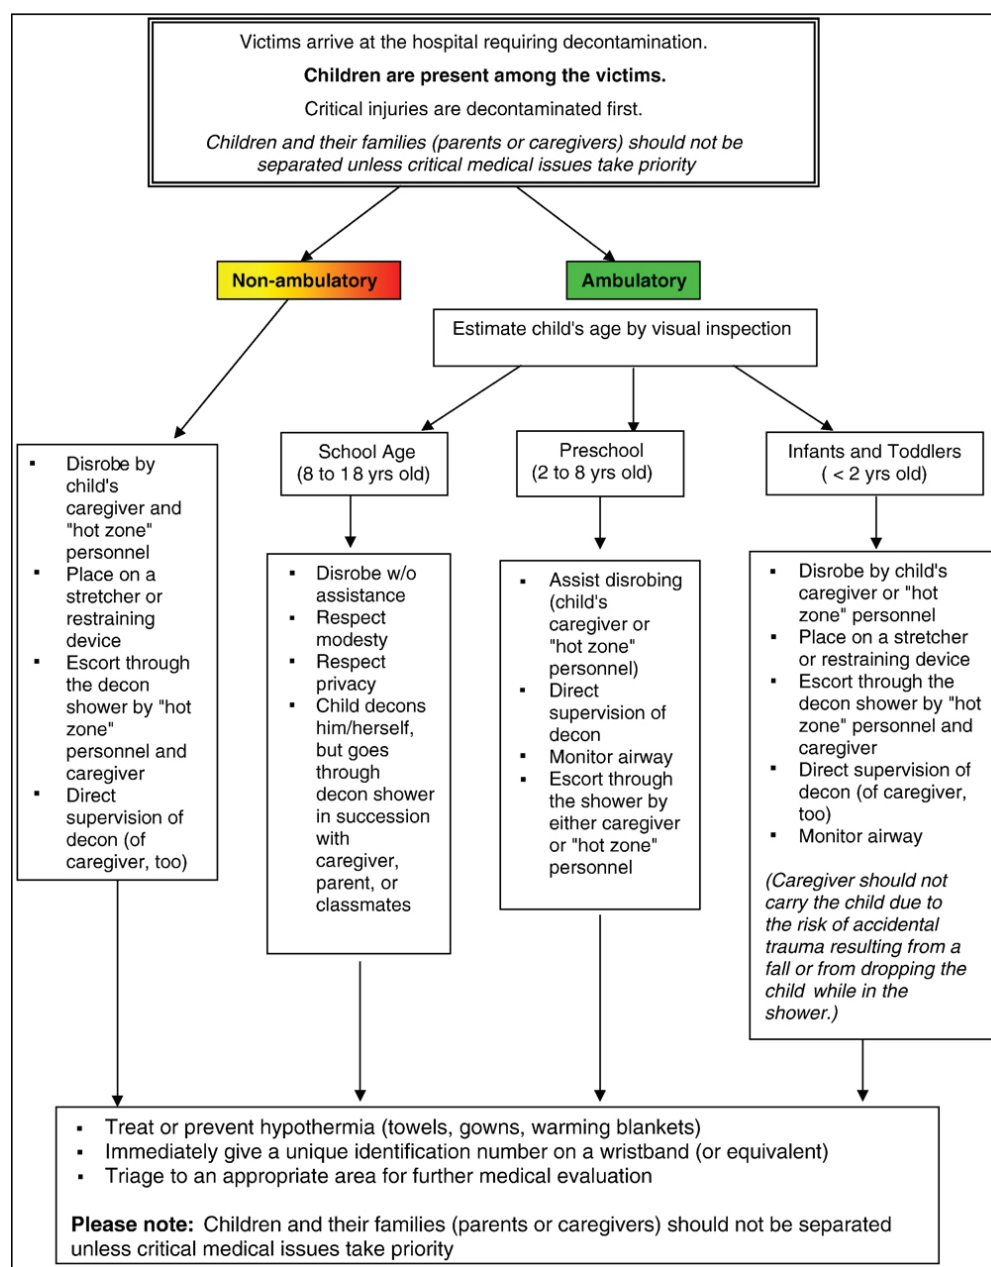 Victims arrive at the hospital requiring decontamination.
Children are present among the victims.
Critical injuries are decontaminated first.
Children and their families (parents or caregivers) should not be
separated unless critical medical issues take priority
Non-ambulatory
Ambulatory
Estimate child's age by visual inspection
▪ Disrobe by
child's
caregiver and
"hot zone"
personnel
▪ Place on a
stretcher or
restraining
device
▪ Escort through
the decon
shower by "hot
zone"
personnel and
caregiver
▪ Direct
supervision of
decon (of
caregiver, too)
School Age
(8 to 18 yrs old)
▪ Disrobe w/o
assistance
▪ Respect
modesty
▪ Respect
privacy
▪ Child decons
him/herself,
but goes
through
decon shower
in succession
with
caregiver,
parent, or
classmates
Preschool
(2 to 8 yrs old)
▪ Assist disrobing
(child's
caregiver or
"hot zone"
personnel)
▪ Direct
supervision of
decon
▪ Monitor airway
▪ Escort through
the shower by
either caregiver
or "hot zone"
personnel
Infants and Toddlers
( < 2 yrs old)
▪ Disrobe by child's
caregiver or "hot
zone" personnel
▪ Place on a stretcher
or restraining device
▪ Escort through the
decon shower by "hot
zone" personnel and
caregiver
▪ Direct supervision of
decon (of caregiver,
too)
▪ Monitor airway
(Caregiver should not
carry the child due to
the risk of accidental
trauma resulting from a
fall or from dropping the
child while in the
shower.)
▪ Treat or prevent hypothermia (towels, gowns, warming blankets)
▪ Immediately give a unique identification number on a wristband (or equivalent)
▪ Triage to an appropriate area for further medical evaluation
Please note: Children and their families (parents or caregivers) should not be separated
unless critical medical issues take priority